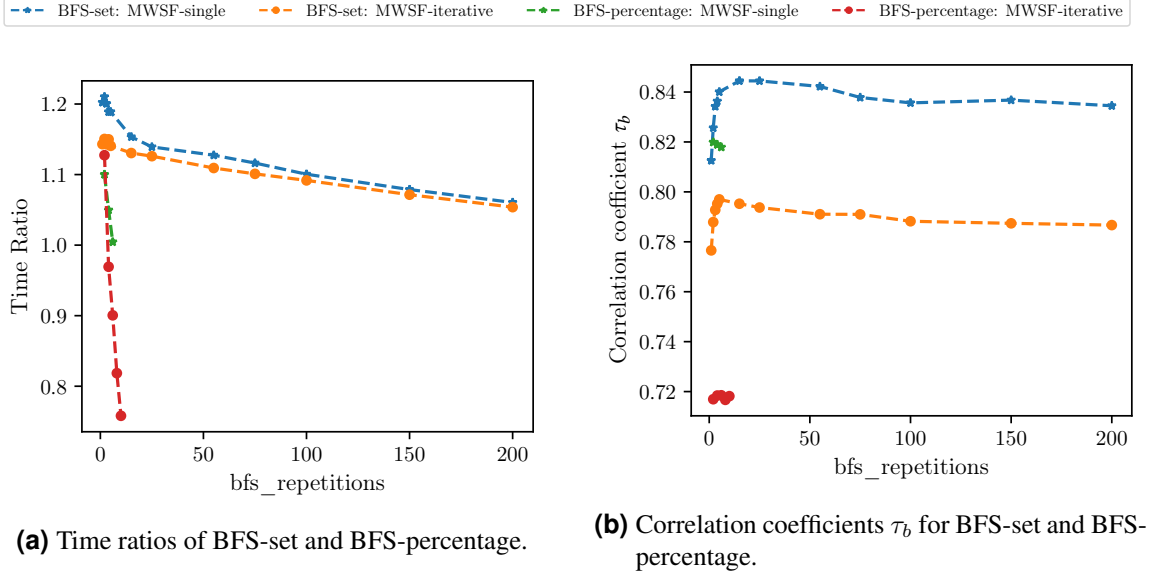 BFS-set: MWSF-single BFS-set: MWSF-iterative BFS-percentage: MWSF-single BFS-percentage: MWSF-iterative
1.2
1.1
1.0
0.9
0.8
Time Ratio
0 50 100 150 200
bfs_repetitions
(a) Time ratios of BFS-set and BFS-percentage.
0.84
0.82
0.80
0.78
0.76
0.74
0.72
Correlation coefficient τb
0 50 100 150 200
bfs_repetitions
(b) Correlation coefficients τb for BFS-set and BFS-
percentage.